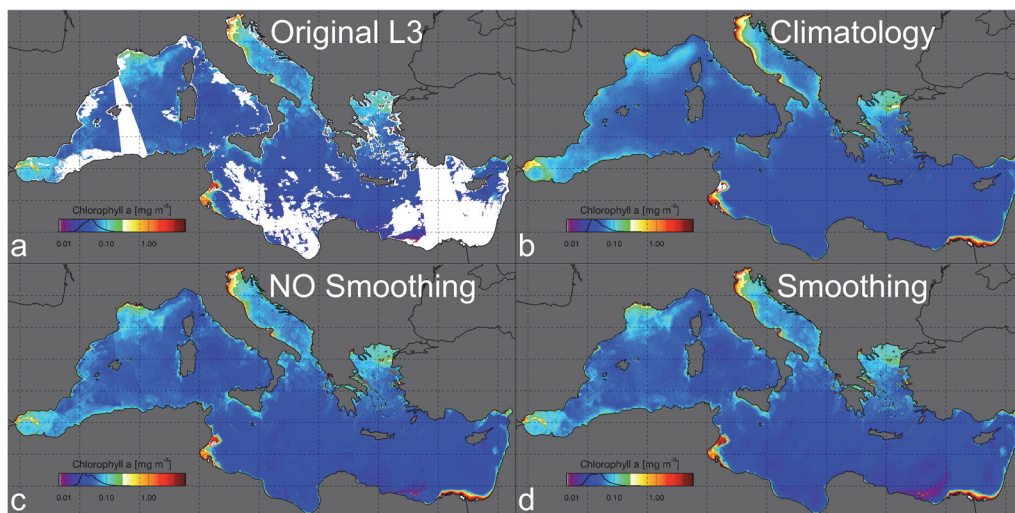 Original L3
Chlorophyll a [mg m⁻³]
0.01 0.10 1.00
a
Climatology
Chlorophyll a [mg m⁻³]
0.01 0.10 1.00
b
NO Smoothing
Chlorophyll a [mg m⁻³]
0.01 0.10 1.00
c
Smoothing
Chlorophyll a [mg m⁻³]
0.01 0.10 1.00
d